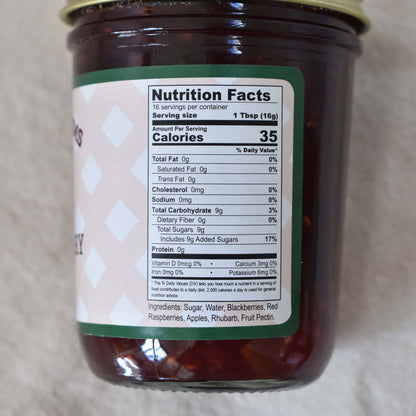 Nutrition Facts
16 servings per container
Serving size 1 Tbsp (16g)
Amount Per Serving
Calories 35
% Daily Value*
Total Fat 0g 0%
Saturated Fat 0g 0%
Trans Fat 0g
Cholesterol 0mg 0%
Sodium 0mg 0%
Total Carbohydrate 9g 3%
Dietary Fiber 0g 0%
Total Sugars 9g
Includes 9g Added Sugars 17%
Protein 0g
Vitamin D 0mcg 0% • Calcium 3mg 0%
Iron 0mg 0% • Potassium 6mg 0%
* The % Daily Values (DV) tells you how much a nutrient in a serving of
food contributes to a daily diet. 2,000 calories a day is used for general
nutrition advice.
Ingredients: Sugar, Water, Blackberries, Red
Raspberries, Apples, Rhubarb, Fruit Pectin.